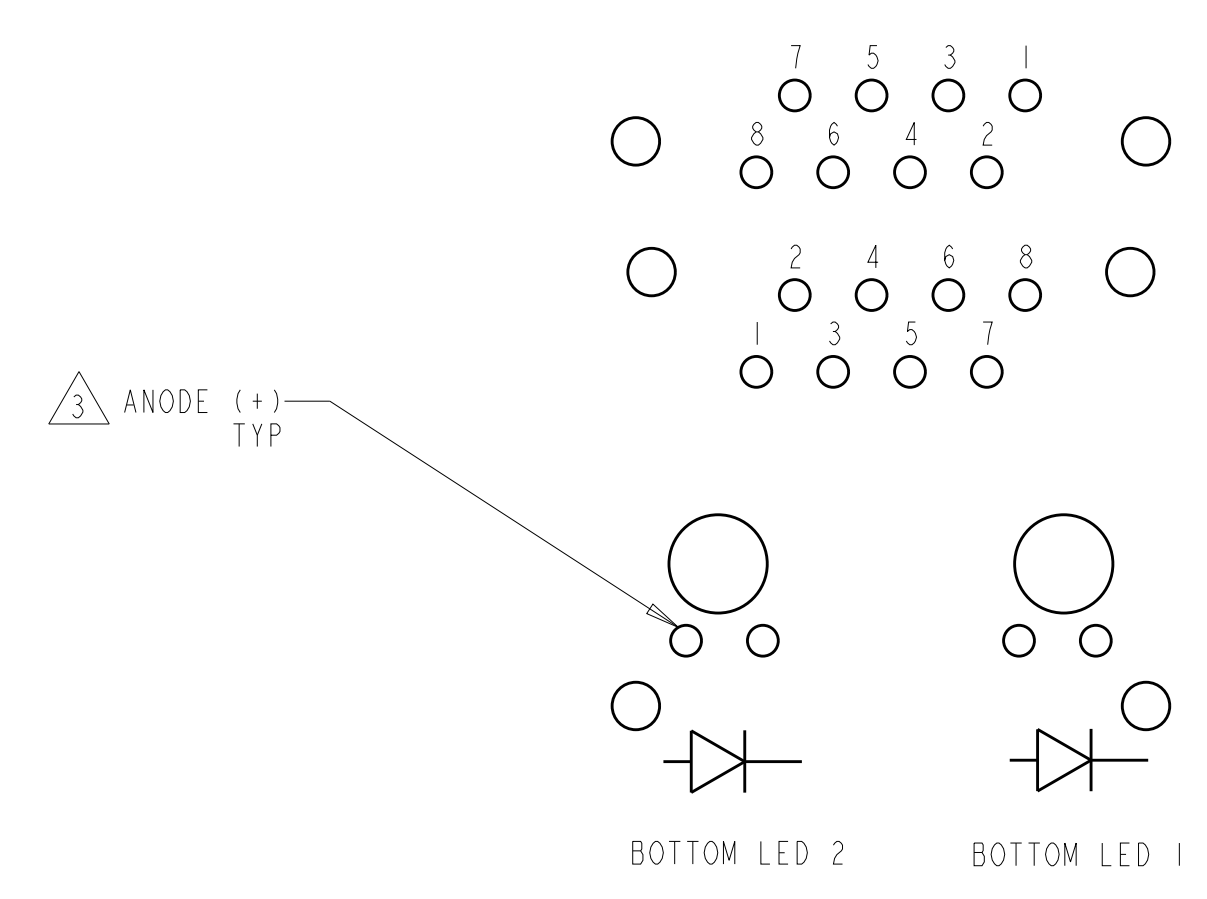 7 5 3 1
8 6 4 2
2 4 6 8
1 3 5 7
3 ANODE (+)
TYP
BOTTOM LED 2
BOTTOM LED 1